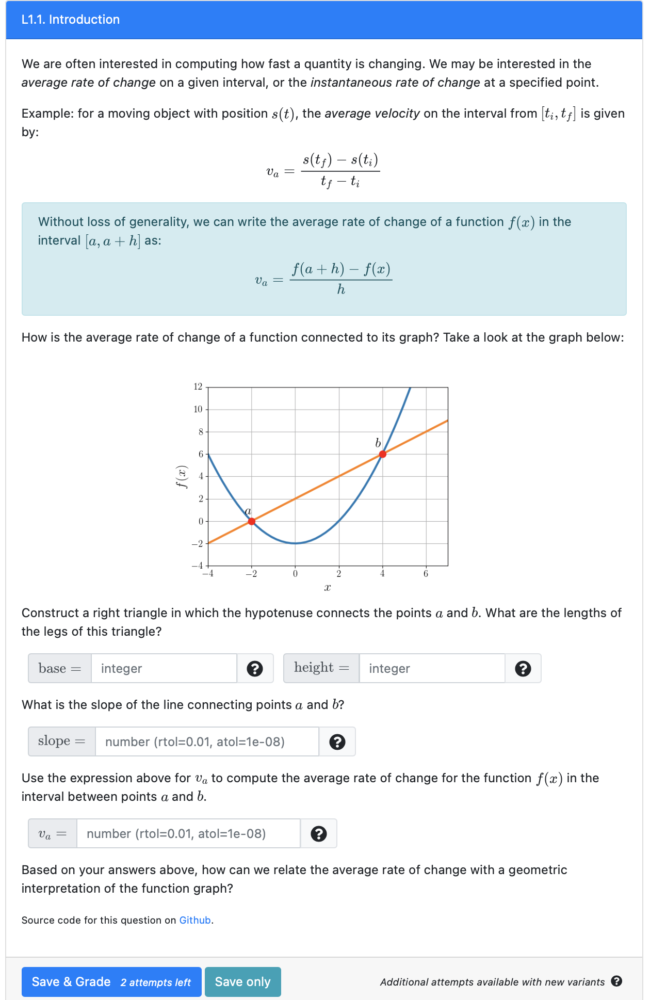 L1.1. Introduction
We are often interested in computing how fast a quantity is changing. We may be interested in the
average rate of change on a given interval, or the instantaneous rate of change at a specified point.
Example: for a moving object with position s(t), the average velocity on the interval from [t_i, t_f] is given
by:
v_a = \frac{s(t_f) − s(t_i)}{t_f − t_i}
Without loss of generality, we can write the average rate of change of a function f(x) in the
interval [a, a + h] as:
v_a = \frac{f(a + h) − f(x)}{h}
How is the average rate of change of a function connected to its graph? Take a look at the graph below:
12
10
8
6
4
2
0
−2
−4
f(x)
b
a
−4 −2 0 2 4 6
x
Construct a right triangle in which the hypotenuse connects the points a and b. What are the lengths of
the legs of this triangle?
base = integer ? height = integer ?
What is the slope of the line connecting points a and b?
slope = number (rtol=0.01, atol=1e-08) ?
Use the expression above for v_a to compute the average rate of change for the function f(x) in the
interval between points a and b.
v_a = number (rtol=0.01, atol=1e-08) ?
Based on your answers above, how can we relate the average rate of change with a geometric
interpretation of the function graph?
Source code for this question on Github.
Save & Grade 2 attempts left Save only Additional attempts available with new variants ?